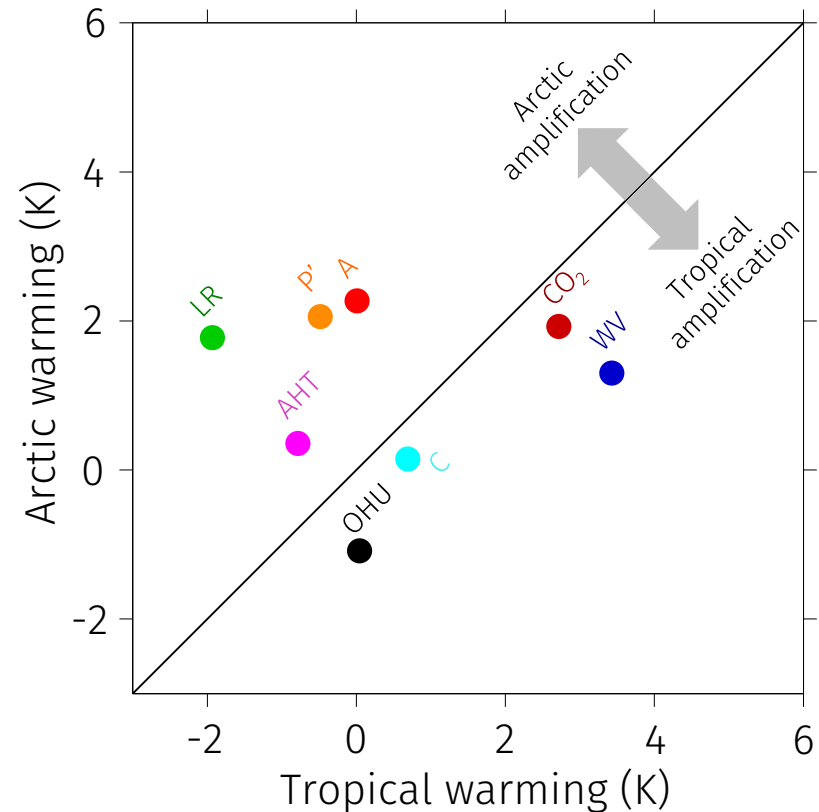 6
4
2
0
-2
-2
0
2
4
6
Arctic warming (K)
Tropical warming (K)
Arctic
amplification
Tropical
amplification
LR
P’
A
CO₂
WV
AHT
C
OHU